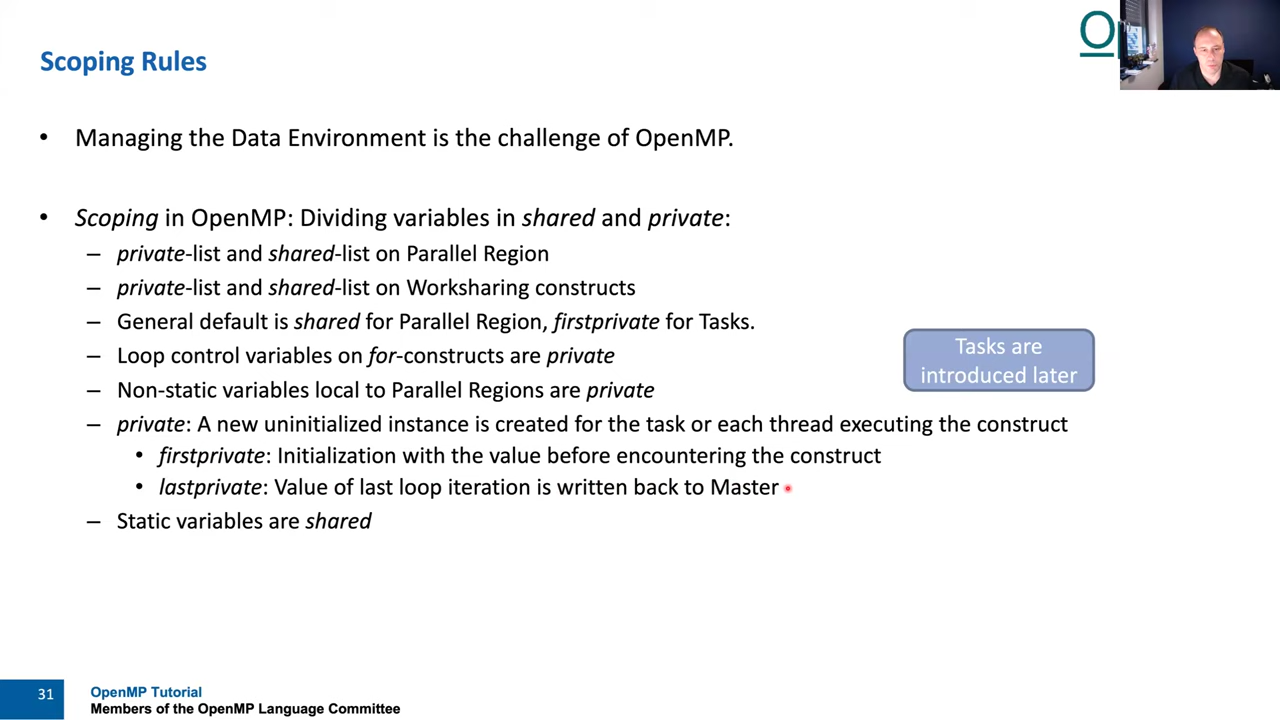 Scoping Rules
• Managing the Data Environment is the challenge of OpenMP.
• Scoping in OpenMP: Dividing variables in shared and private:
– private-list and shared-list on Parallel Region
– private-list and shared-list on Worksharing constructs
– General default is shared for Parallel Region, firstprivate for Tasks.
– Loop control variables on for-constructs are private
Tasks are
introduced later
– Non-static variables local to Parallel Regions are private
– private: A new uninitialized instance is created for the task or each thread executing the construct
• firstprivate: Initialization with the value before encountering the construct
• lastprivate: Value of last loop iteration is written back to Master
– Static variables are shared
31
OpenMP Tutorial
Members of the OpenMP Language Committee